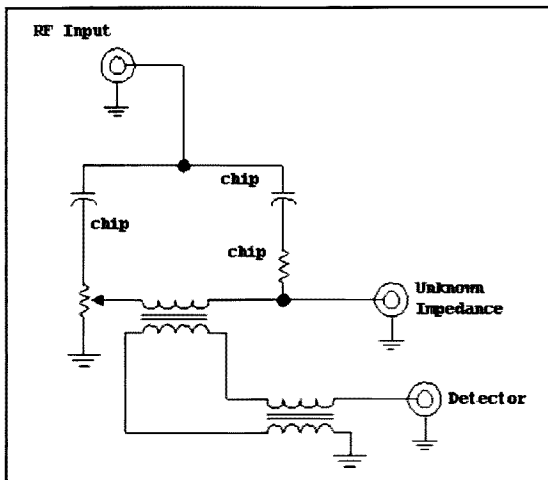 RF Input
chip
chip
chip
Unknown
Impedance
Detector